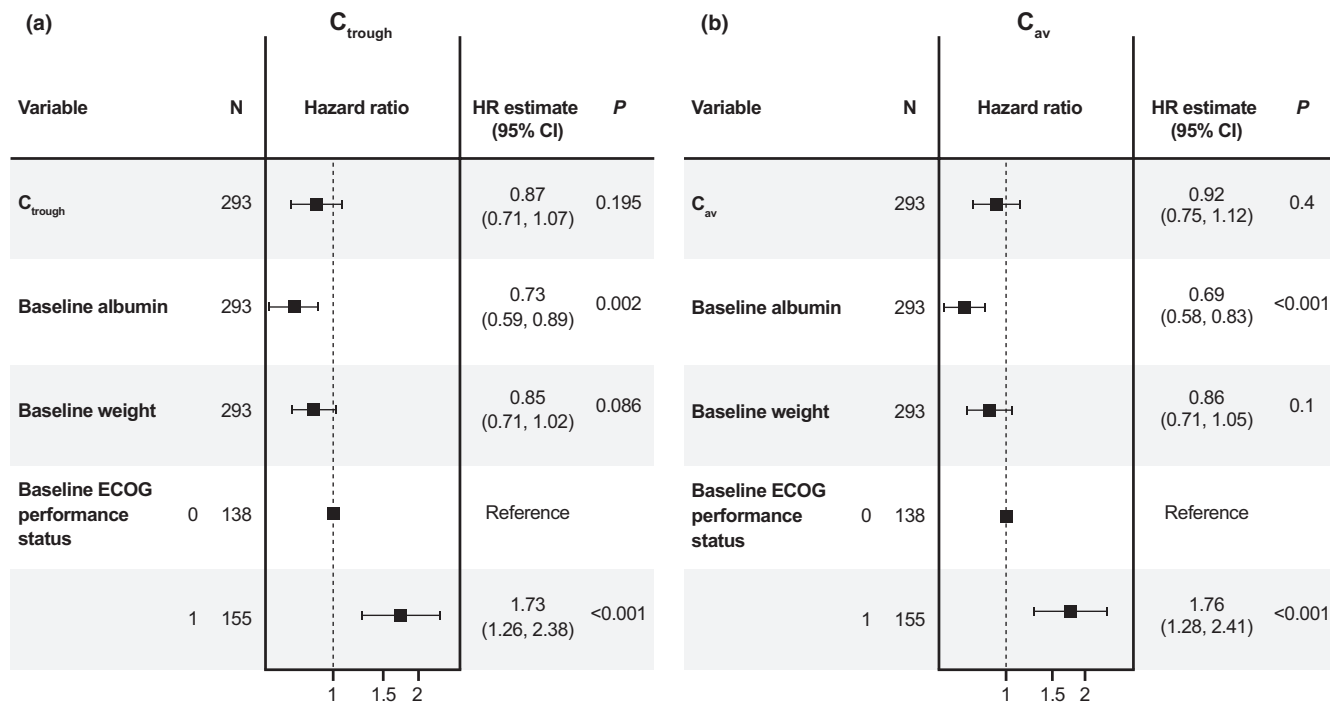 (a)
C trough
Variable N Hazard ratio HR estimate (95% CI) P
C trough 293 0.87 (0.71, 1.07) 0.195
Baseline albumin 293 0.73 (0.59, 0.89) 0.002
Baseline weight 293 0.85 (0.71, 1.02) 0.086
Baseline ECOG performance status 0 138 Reference
1 155 1.73 (1.26, 2.38) <0.001
1 1.5 2
(b)
C av
Variable N Hazard ratio HR estimate (95% CI) P
C av 293 0.92 (0.75, 1.12) 0.4
Baseline albumin 293 0.69 (0.58, 0.83) <0.001
Baseline weight 293 0.86 (0.71, 1.05) 0.1
Baseline ECOG performance status 0 138 Reference
1 155 1.76 (1.28, 2.41) <0.001
1 1.5 2